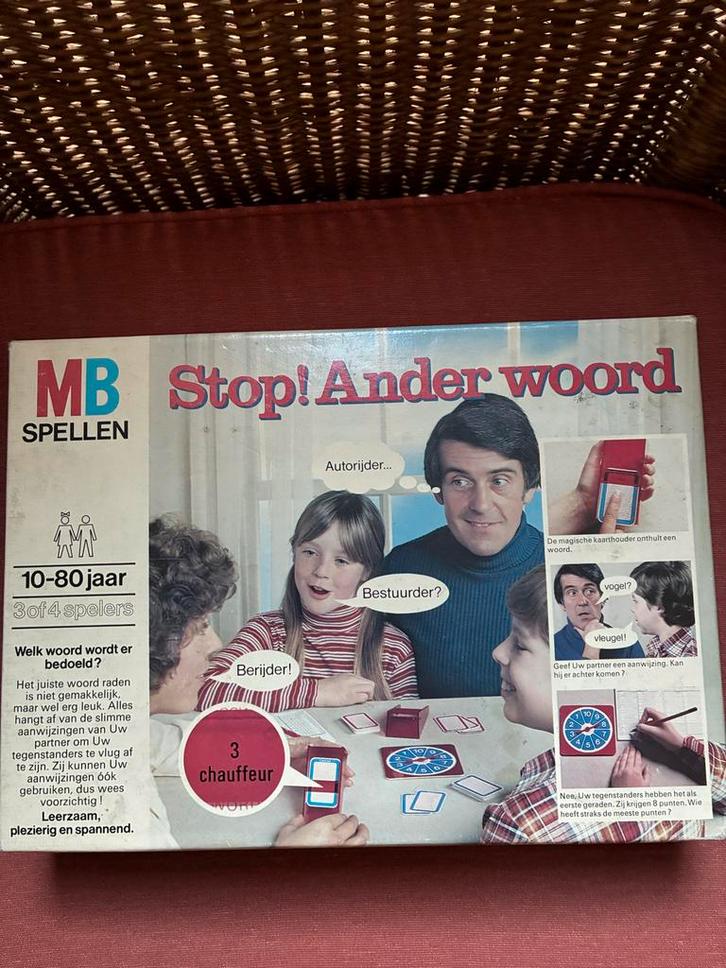 MB
SPELLEN
10-80 jaar
3 of 4 spelers
Welk woord wordt er
bedoeld?
Het juiste woord raden
is niet gemakkelijk,
maar wel erg leuk. Alles
hangt af van de slimme
aanwijzingen van Uw
partner om Uw
tegenstanders te vlug af
te zijn. Zij kunnen Uw
aanwijzingen óók
gebruiken, dus wees
voorzichtig!
Leerzaam,
plezierig en spannend.
Stop! Ander woord
Autorijder...
Bestuurder?
Berijder!
3
chauffeur
De magische kaarthouder onthult een
woord.
vogel?
vleugel!
Geef Uw partner een aanwijzing. Kan
hij er achter komen?
Nee, Uw tegenstanders hebben het als
eerste geraden. Zij krijgen 8 punten. Wie
heeft straks de meeste punten?